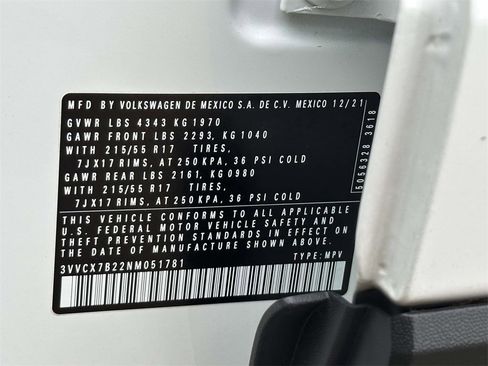 MFD BY VOLKSWAGEN DE MEXICO S.A. DE C.V. MEXICO 12/21
GVWR LBS 4343 KG 1970
GAWR FRONT LBS 2293, KG 1040
WITH 215/55 R17 TIRES,
7JX17 RIMS, AT 250 KPA, 36 PSI COLD
GAWR REAR LBS 2161, KG 0980
WITH 215/55 R17 TIRES,
7JX17 RIMS, AT 250 KPA, 36 PSI COLD
THIS VEHICLE CONFORMS TO ALL APPLICABLE
U.S. FEDERAL MOTOR VEHICLE SAFETY STANDARDS IN EFFECT ON
THE DATE OF MANUFACTURE SHOWN ABOVE.
3VVCX7B22NM051781 TYPE: MPV
5056328 3618